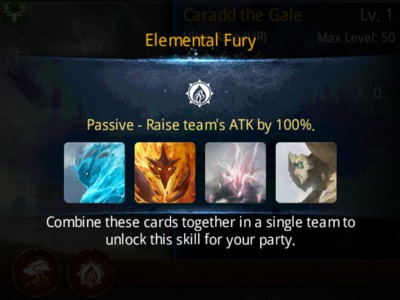 Caradd the Gale
Lv. 1
Elemental Fury
Max Level: 50
0
Passive - Raise team's ATK by 100%.
Combine these cards together in a single team to
unlock this skill for your party.